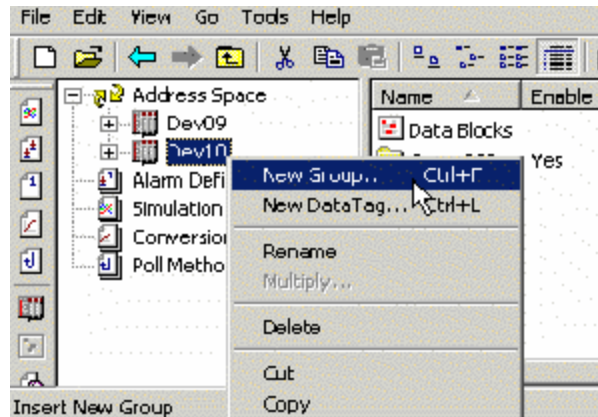 File Edit View Go Tools Help
Address Space
Dev09
Dev10
Alarm Defi
Simulation
Conversion
Poll Metho
Name Enable
Data Blocks
Yes
New Group... Ctrl+F
New DataTag... Ctrl+L
Rename
Multiply...
Delete
Cut
Copy
Insert New Group